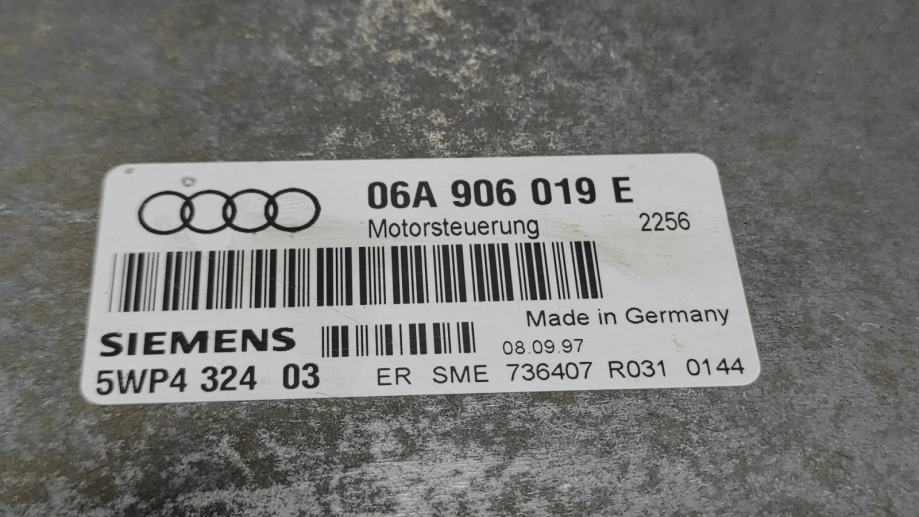 06A 906 019 E
Motorsteuerung 2256
Made in Germany
SIEMENS 08.09.97
5WP4 324 03 ER SME 736407 R031 0144